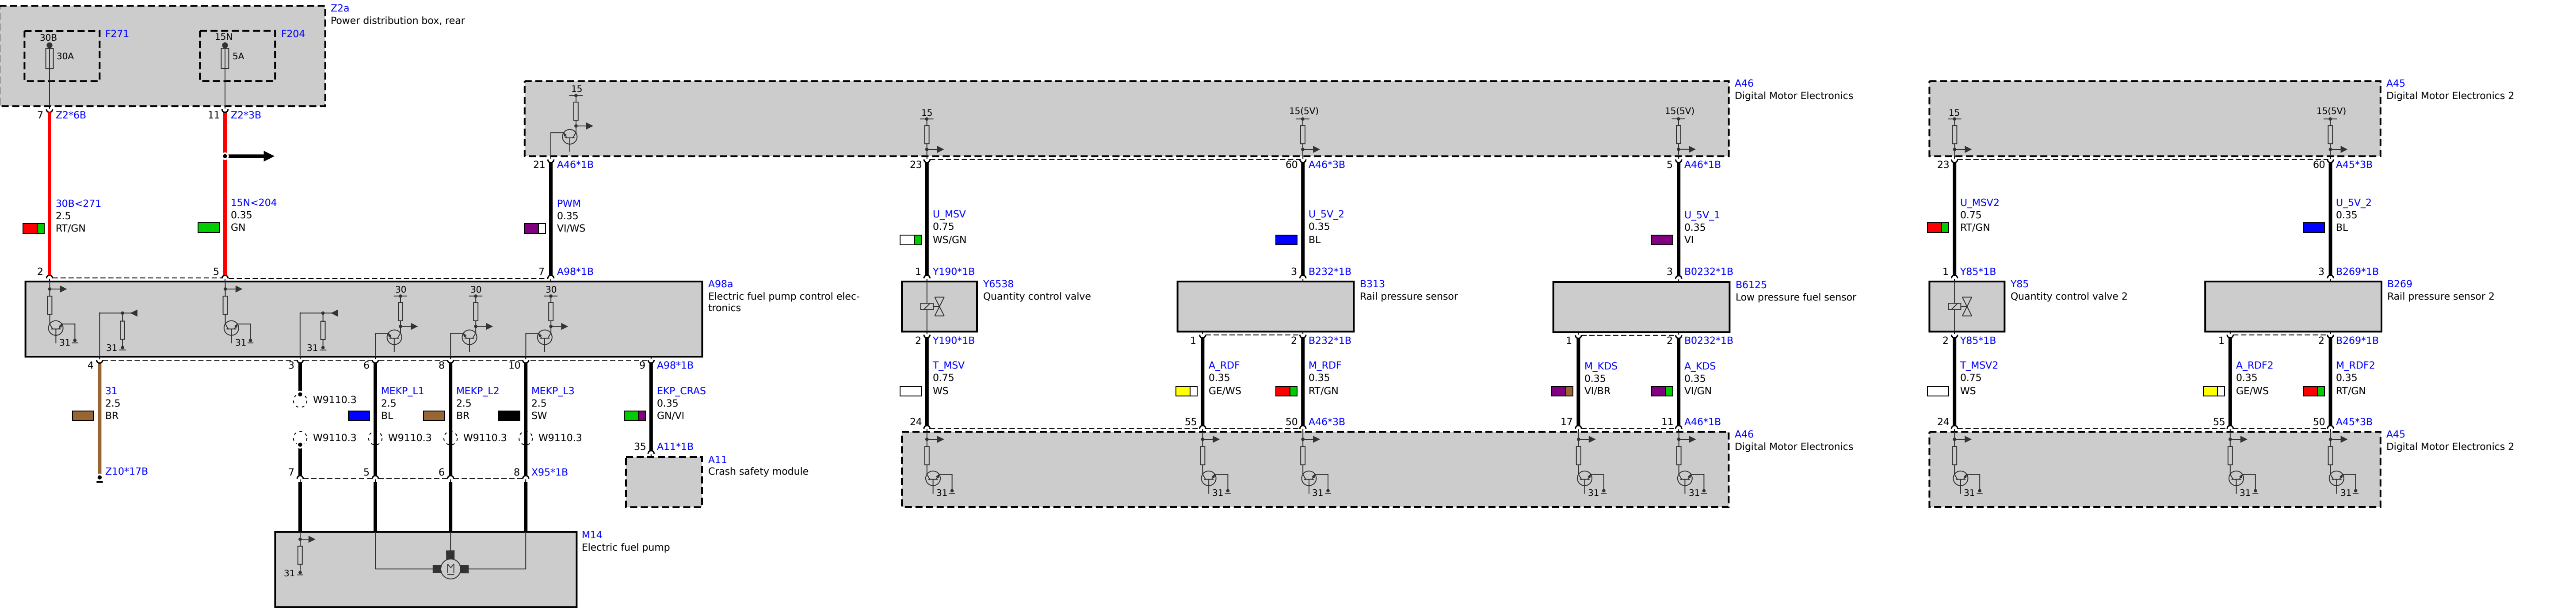 Z2a
Power distribution box, rear
30B
F271
30A
15N
F204
5A
7 Z2*6B
11 Z2*3B
30B<271
2.5
RT/GN
15N<204
0.35
GN
15
A46
Digital Motor Electronics
15
15(5V)
15(5V)
21 A46*1B
23
60 A46*3B
5 A46*1B
PWM
0.35
VI/WS
U_MSV
0.75
WS/GN
U_5V_2
0.35
BL
U_5V_1
0.35
VI
A45
Digital Motor Electronics 2
15
15(5V)
23
60 A45*3B
U_MSV2
0.75
RT/GN
U_5V_2
0.35
BL
2
5
7 A98*1B
1 Y190*1B
3 B232*1B
3 B0232*1B
1 Y85*1B
3 B269*1B
A98a
Electric fuel pump control elec-
tronics
30
30
30
31
31
31
31
Y6538
Quantity control valve
B313
Rail pressure sensor
B6125
Low pressure fuel sensor
Y85
Quantity control valve 2
B269
Rail pressure sensor 2
4
3
6
8
10
9 A98*1B
2 Y190*1B
1
2 B232*1B
1
2 B0232*1B
2 Y85*1B
1
2 B269*1B
31
2.5
BR
W9110.3
MEKP_L1
2.5
BL
MEKP_L2
2.5
BR
MEKP_L3
2.5
SW
EKP_CRAS
0.35
GN/VI
T_MSV
0.75
WS
A_RDF
0.35
GE/WS
M_RDF
0.35
RT/GN
M_KDS
0.35
VI/BR
A_KDS
0.35
VI/GN
T_MSV2
0.75
WS
A_RDF2
0.35
GE/WS
M_RDF2
0.35
RT/GN
W9110.3
W9110.3
W9110.3
W9110.3
Z10*17B
7
5
6
8 X95*1B
35 A11*1B
A11
Crash safety module
24
55
50 A46*3B
17
11 A46*1B
A46
Digital Motor Electronics
31
31
31
31
31
24
55
50 A45*3B
A45
Digital Motor Electronics 2
31
31
31
M14
Electric fuel pump
31
M